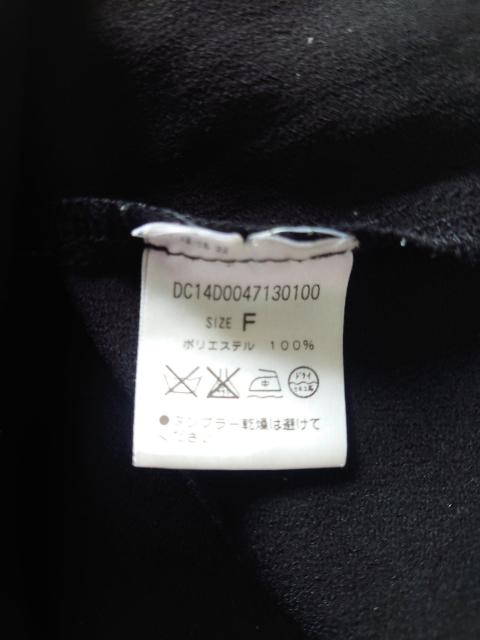 DC14D0047130100
SIZE F
ポリエステル 100%
中
ドライ
●タンブラー乾燥は避けて
ください